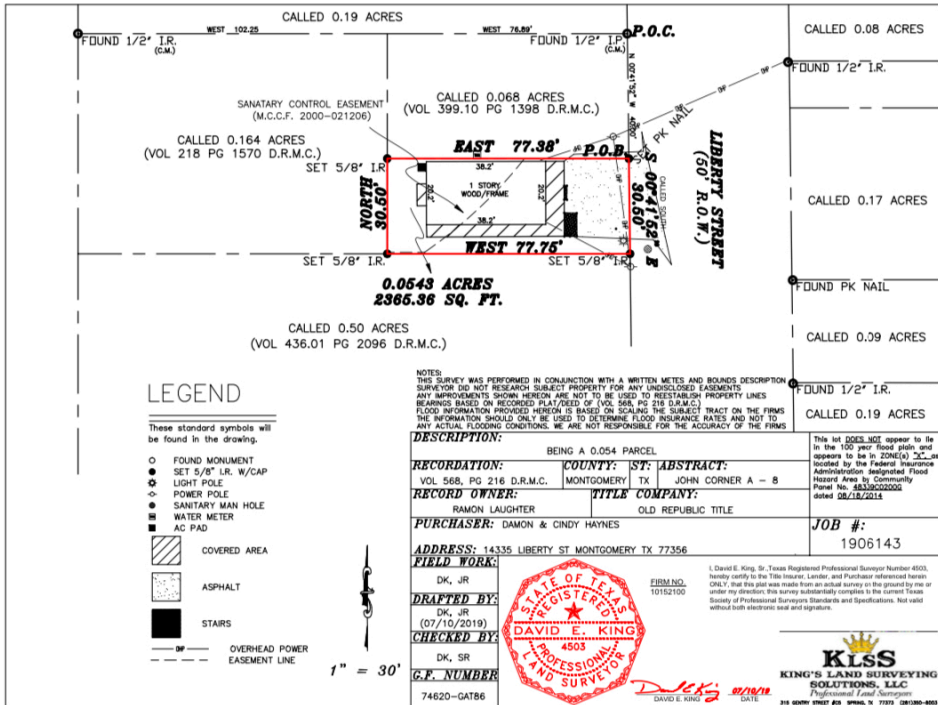 CALLED 0.19 ACRES
WEST 102.25
WEST 76.89'
P.O.C.
CALLED 0.08 ACRES
FOUND 1/2" I.R.
(C.M.)
FOUND 1/2" I.P.
(C.M.)
FOUND 1/2" I.R.
N 00°41'52" W 40.00'
OHP
OHP
SANATARY CONTROL EASEMENT
(M.C.C.F. 2000-021206)
CALLED 0.068 ACRES
(VOL 399.10 PG 1398 D.R.M.C.)
SET PK NAIL
CALLED 0.164 ACRES
(VOL 218 PG 1570 D.R.M.C.)
EAST 77.38'
P.O.B.
LIBERTY STREET
(50' R.O.W.)
SET 5/8" I.R.
38.2'
NORTH
30.50'
20.2'
1 STORY
WOOD/FRAME
20.2'
S 00°41'52" E
30.50'
CALLED SOUTH
CALLED 0.17 ACRES
38.2'
WEST 77.75'
SET 5/8" I.R.
SET 5/8" I.R.
0.0543 ACRES
2365.36 SQ. FT.
FOUND PK NAIL
CALLED 0.50 ACRES
(VOL 436.01 PG 2096 D.R.M.C.)
CALLED 0.09 ACRES
FOUND 1/2" I.R.
CALLED 0.19 ACRES
LEGEND
These standard symbols will
be found in the drawing.
FOUND MONUMENT
SET 5/8" I.R. W/CAP
LIGHT POLE
POWER POLE
SANITARY MAN HOLE
WATER METER
AC PAD
COVERED AREA
ASPHALT
STAIRS
OHP OVERHEAD POWER
EASEMENT LINE
1" = 30'
NOTES:
THIS SURVEY WAS PERFORMED IN CONJUNCTION WITH A WRITTEN METES AND BOUNDS DESCRIPTION
SURVEYOR DID NOT RESEARCH SUBJECT PROPERTY FOR ANY UNDISCLOSED EASEMENTS
ANY IMPROVEMENTS SHOWN HEREON ARE NOT TO BE USED TO REESTABLISH PROPERTY LINES
BEARINGS BASED ON RECORDED PLAT/DEED OF (VOL 568, PG 216 D.R.M.C.)
FLOOD INFORMATION PROVIDED HEREON IS BASED ON SCALING THE SUBJECT TRACT ON THE FIRMS
THE INFORMATION SHOULD ONLY BE USED TO DETERMINE FLOOD INSURANCE RATES AND NOT TO
ANY ACTUAL FLOODING CONDITIONS. WE ARE NOT RESPONSIBLE FOR THE ACCURACY OF THE FIRMS
DESCRIPTION:
BEING A 0.054 PARCEL
RECORDATION:
VOL 568, PG 216 D.R.M.C.
COUNTY:
MONTGOMERY
ST:
TX
ABSTRACT:
JOHN CORNER A - 8
RECORD OWNER:
RAMON LAUGHTER
TITLE COMPANY:
OLD REPUBLIC TITLE
PURCHASER: DAMON & CINDY HAYNES
ADDRESS: 14335 LIBERTY ST MONTGOMERY TX 77356
This lot DOES NOT appear to lie
in the 100 year flood plain and
appears to be in ZONE(s) "X", as
located by the Federal Insurance
Administration designated Flood
Hazard Area by Community
Panel No. 48339C0200G
dated 08/18/2014
JOB #:
1906143
FIELD WORK:
DK, JR
DRAFTED BY:
DK, JR
(07/10/2019)
CHECKED BY:
DK, SR
G.F. NUMBER
74620-GAT86
STATE OF TEXAS
REGISTERED
DAVID E. KING
4503
PROFESSIONAL
LAND SURVEYOR
FIRM NO.
10152100
I, David E. King, Sr.,Texas Registered Professional Surveyor Number 4503,
hereby certify to the Title Insurer, Lender, and Purchasor referenced herein
ONLY, that this plat was made from an actual survey on the ground by me or
under my direction; this survey substantially complies to the current Texas
Society of Professional Surveyors Standards and Specifications. Not valid
without both electronic seal and signature.
DAVID E. KING
07/10/19
DATE
KLSS
KING'S LAND SURVEYING
SOLUTIONS, LLC
Professional Land Surveyors